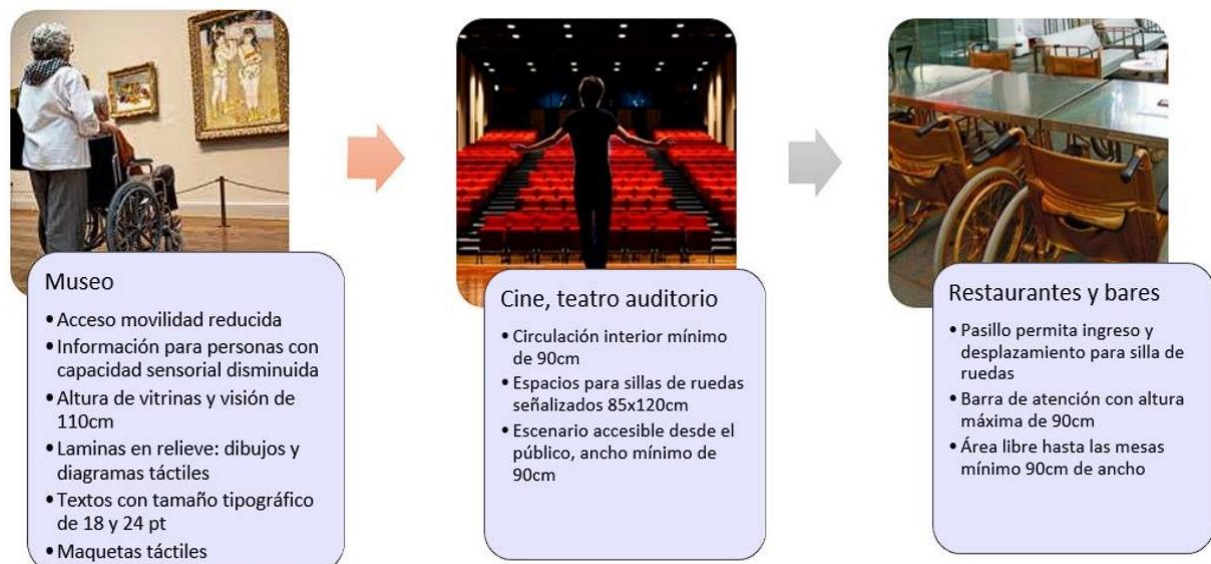 Museo
•Acceso movilidad reducida
•Información para personas con
capacidad sensorial disminuida
•Altura de vitrinas y visión de
110cm
•Laminas en relieve: dibujos y
diagramas táctiles
•Textos con tamaño tipográfico
de 18 y 24 pt
•Maquetas táctiles
Cine, teatro auditorio
•Circulación interior mínimo
de 90cm
•Espacios para sillas de ruedas
señalizados 85x120cm
•Escenario accesible desde el
público, ancho mínimo de
90cm
Restaurantes y bares
•Pasillo permita ingreso y
desplazamiento para silla de
ruedas
•Barra de atención con altura
máxima de 90cm
•Área libre hasta las mesas
mínimo 90cm de ancho